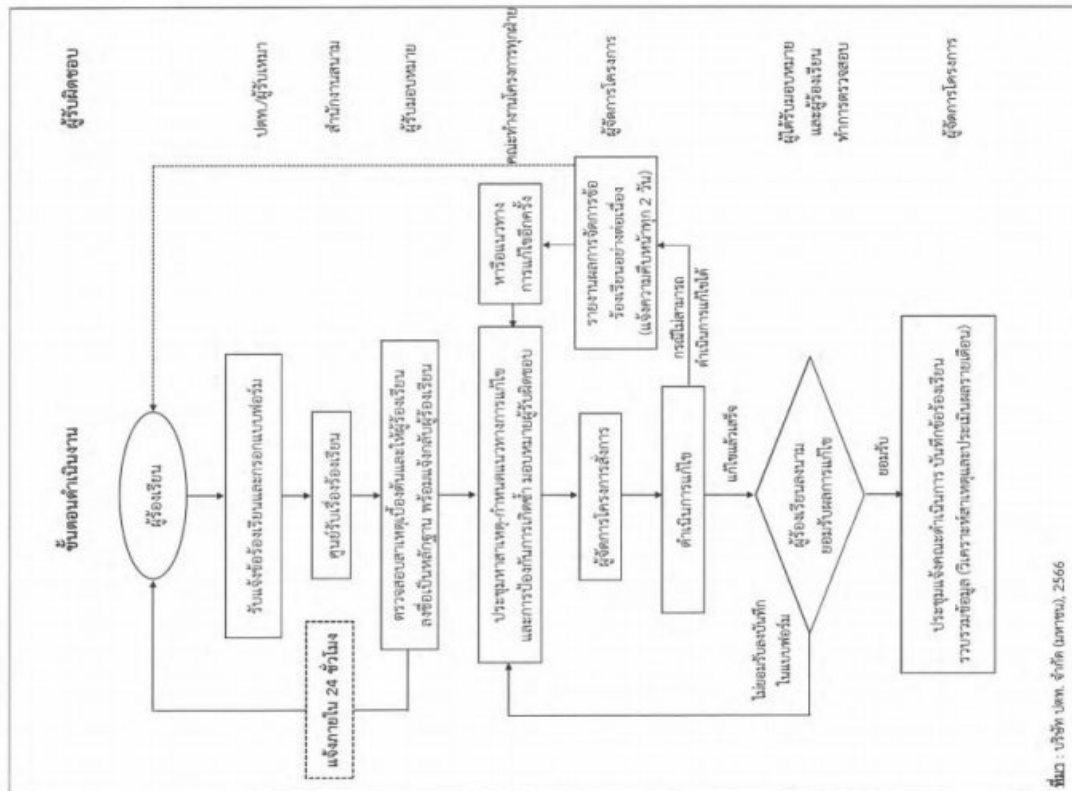 ขั้นตอนดำเนินงาน
ผู้รับผิดชอบ
ผู้ร้องเรียน
รับแจ้งข้อร้องเรียนและกรอกแบบฟอร์ม
ปตท./ผู้รับเหมา
แจ้งภายใน 24 ชั่วโมง
ศูนย์รับเรื่องร้องเรียน
สำนักงานสนาม
ตรวจสอบสาเหตุเบื้องต้นและให้ผู้ร้องเรียน
ลงชื่อเป็นหลักฐาน พร้อมแจ้งกลับผู้ร้องเรียน
ผู้รับมอบหมาย
ประชุมหาสาเหตุ-กำหนดแนวทางการแก้ไข
และการป้องกันการเกิดซ้ำ มอบหมายผู้รับผิดชอบ
หารือแนวทาง
การแก้ไขอีกครั้ง
คณะทำงานโครงการทุกฝ่าย
ผู้จัดการโครงการสั่งการ
รายงานผลการจัดการข้อ
ร้องเรียนอย่างต่อเนื่อง
(แจ้งความคืบหน้าทุก 2 วัน)
ผู้จัดการโครงการ
ดำเนินการแก้ไข
กรณีไม่สามารถ
ดำเนินการแก้ไขได้
แก้ไขแล้วเสร็จ
ไม่ยอมรับลงบันทึก
ในแบบฟอร์ม
ผู้ร้องเรียนลงนาม
ยอมรับผลการแก้ไข
ผู้ได้รับมอบหมาย
และผู้ร้องเรียน
ทำการตรวจสอบ
ยอมรับ
ประชุมแจ้งคณะดำเนินการ บันทึกข้อร้องเรียน
รวบรวมข้อมูล (วิเคราะห์สาเหตุและประเมินผลรายเดือน)
ผู้จัดการโครงการ
ที่มา : บริษัท ปตท. จำกัด (มหาชน), 2566